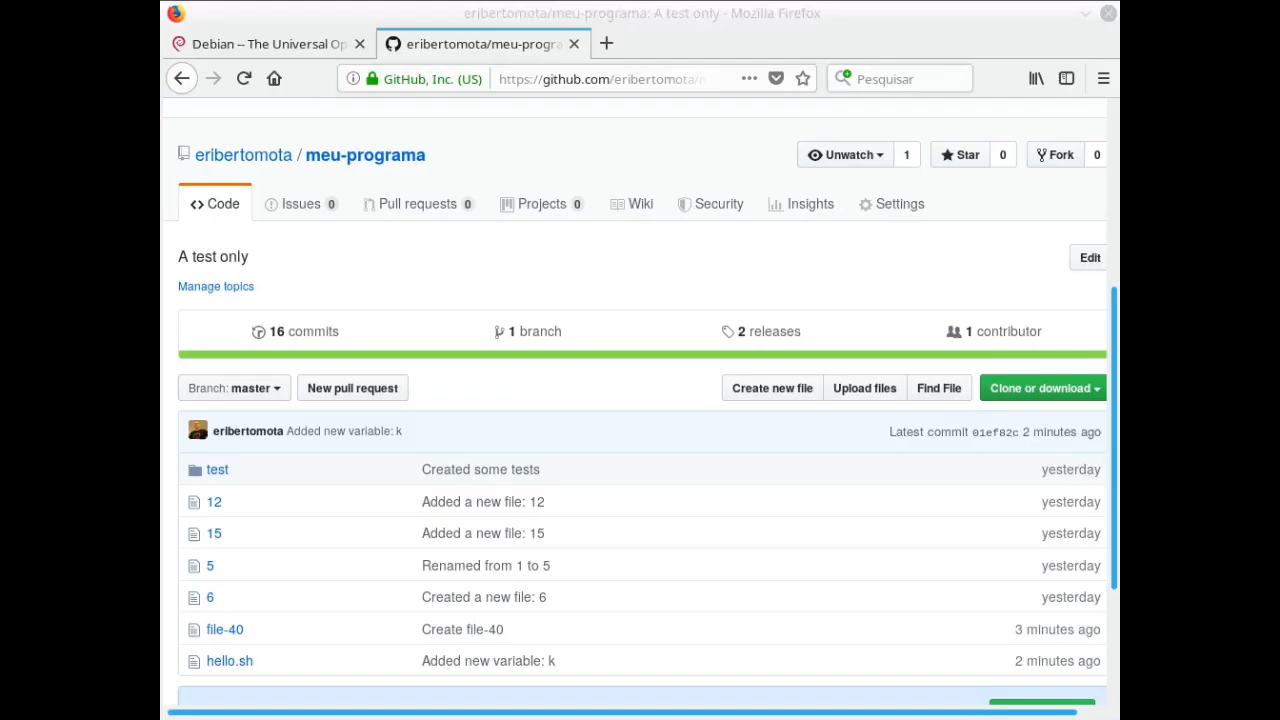 eribertomota/meu-programa: A test only - Mozilla Firefox
Debian -- The Universal Op
eribertomota/meu-progra
GitHub, Inc. (US) https://github.com/eribertomota/ Pesquisar
eribertomota / meu-programa Unwatch 1 Star 0 Fork 0
Code Issues 0 Pull requests 0 Projects 0 Wiki Security Insights Settings
A test only Edit
Manage topics
16 commits 1 branch 2 releases 1 contributor
Branch: master New pull request Create new file Upload files Find File Clone or download
eribertomota Added new variable: k Latest commit 01ef82c 2 minutes ago
test Created some tests yesterday
12 Added a new file: 12 yesterday
15 Added a new file: 15 yesterday
5 Renamed from 1 to 5 yesterday
6 Created a new file: 6 yesterday
file-40 Create file-40 3 minutes ago
hello.sh Added new variable: k 2 minutes ago